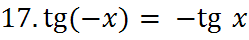 17. tg(−x) = −tg x